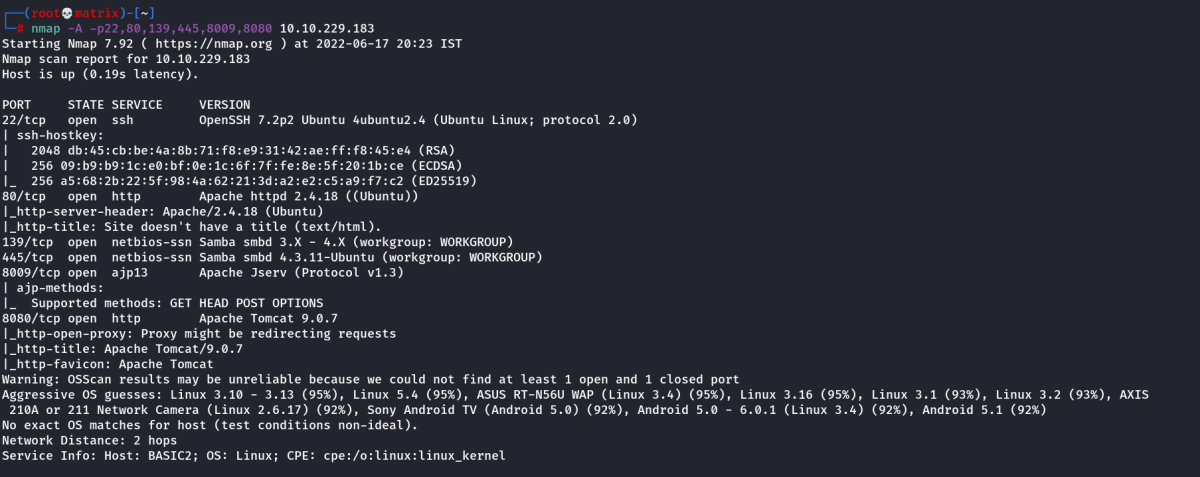 ┌──(root💀matrix)-[~]
└─# nmap -A -p22,80,139,445,8009,8080 10.10.229.183
Starting Nmap 7.92 ( https://nmap.org ) at 2022-06-17 20:23 IST
Nmap scan report for 10.10.229.183
Host is up (0.19s latency).

PORT     STATE SERVICE     VERSION
22/tcp   open  ssh         OpenSSH 7.2p2 Ubuntu 4ubuntu2.4 (Ubuntu Linux; protocol 2.0)
| ssh-hostkey:
|   2048 db:45:cb:be:4a:8b:71:f8:e9:31:42:ae:ff:f8:45:e4 (RSA)
|   256 09:b9:b9:1c:e0:bf:0e:1c:6f:7f:fe:8e:5f:20:1b:ce (ECDSA)
|_  256 a5:68:2b:22:5f:98:4a:62:21:3d:a2:e2:c5:a9:f7:c2 (ED25519)
80/tcp   open  http        Apache httpd 2.4.18 ((Ubuntu))
|_http-server-header: Apache/2.4.18 (Ubuntu)
|_http-title: Site doesn't have a title (text/html).
139/tcp  open  netbios-ssn Samba smbd 3.X - 4.X (workgroup: WORKGROUP)
445/tcp  open  netbios-ssn Samba smbd 4.3.11-Ubuntu (workgroup: WORKGROUP)
8009/tcp open  ajp13       Apache Jserv (Protocol v1.3)
| ajp-methods:
|_  Supported methods: GET HEAD POST OPTIONS
8080/tcp open  http        Apache Tomcat 9.0.7
|_http-open-proxy: Proxy might be redirecting requests
|_http-title: Apache Tomcat/9.0.7
|_http-favicon: Apache Tomcat
Warning: OSScan results may be unreliable because we could not find at least 1 open and 1 closed port
Aggressive OS guesses: Linux 3.10 - 3.13 (95%), Linux 5.4 (95%), ASUS RT-N56U WAP (Linux 3.4) (95%), Linux 3.16 (95%), Linux 3.1 (93%), Linux 3.2 (93%), AXIS
 210A or 211 Network Camera (Linux 2.6.17) (92%), Sony Android TV (Android 5.0) (92%), Android 5.0 - 6.0.1 (Linux 3.4) (92%), Android 5.1 (92%)
No exact OS matches for host (test conditions non-ideal).
Network Distance: 2 hops
Service Info: Host: BASIC2; OS: Linux; CPE: cpe:/o:linux:linux_kernel